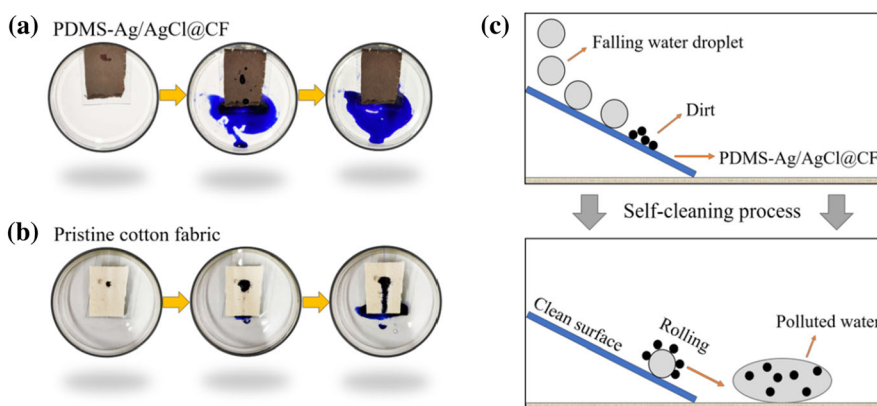 (a) PDMS-Ag/AgCl@CF
(b) Pristine cotton fabric
(c)
Falling water droplet
Dirt
PDMS-Ag/AgCl@CF
Self-cleaning process
Clean surface
Rolling
Polluted water